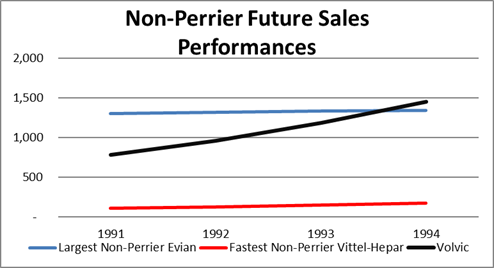 Non-Perrier Future Sales
Performances
2,000
1,500
1,000
500
-
1991 1992 1993 1994
Largest Non-Perrier Evian Fastest Non-Perrier Vittel-Hepar Volvic